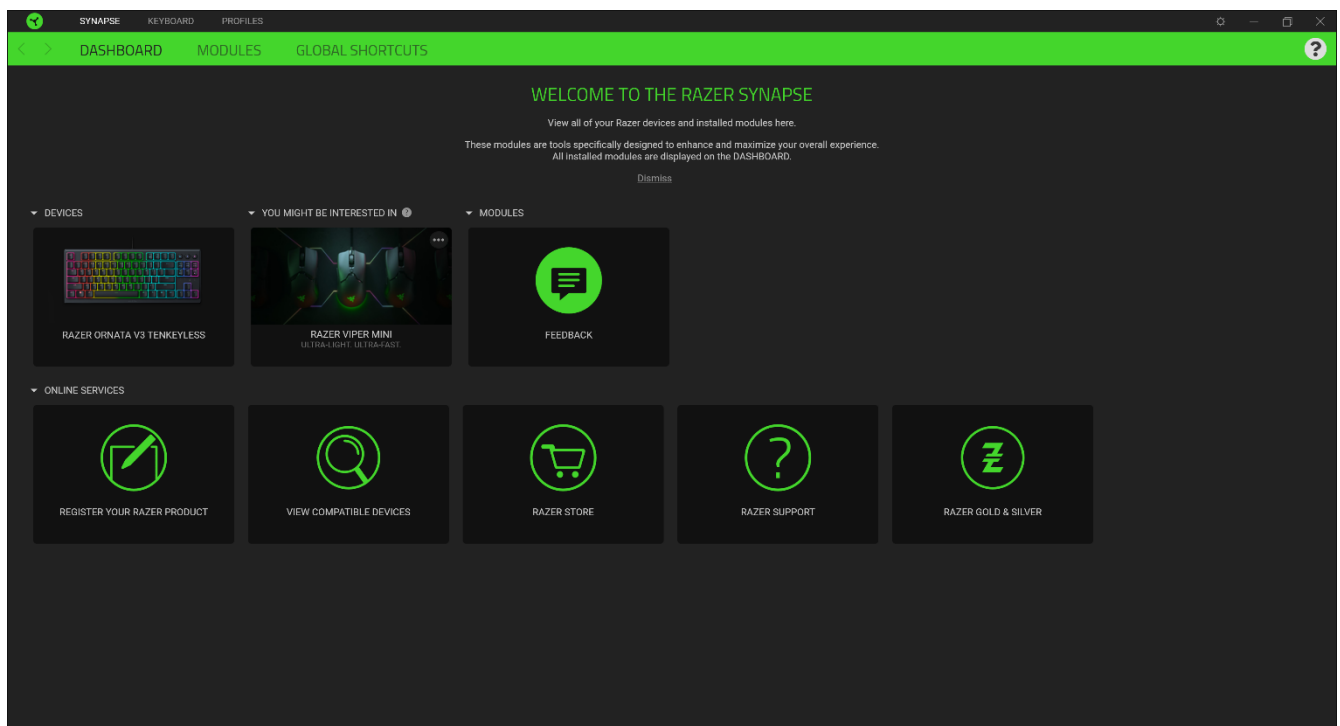 SYNAPSE KEYBOARD PROFILES
DASHBOARD MODULES GLOBAL SHORTCUTS
?
WELCOME TO THE RAZER SYNAPSE
View all of your Razer devices and installed modules here.
These modules are tools specifically designed to enhance and maximize your overall experience.
All installed modules are displayed on the DASHBOARD.
Dismiss
DEVICES
YOU MIGHT BE INTERESTED IN ?
MODULES
RAZER ORNATA V3 TENKEYLESS
RAZER VIPER MINI
ULTRA-LIGHT. ULTRA-FAST.
FEEDBACK
ONLINE SERVICES
REGISTER YOUR RAZER PRODUCT
VIEW COMPATIBLE DEVICES
RAZER STORE
?
RAZER SUPPORT
RAZER GOLD & SILVER